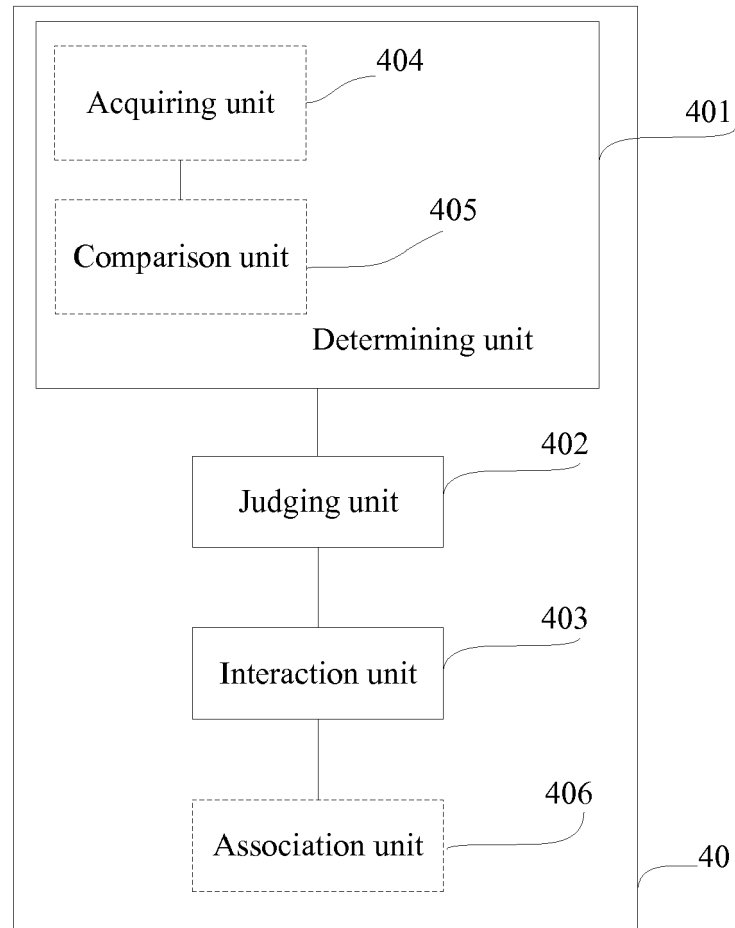 404
Acquiring unit
401
405
Comparison unit
Determining unit
402
Judging unit
403
Interaction unit
406
Association unit
40